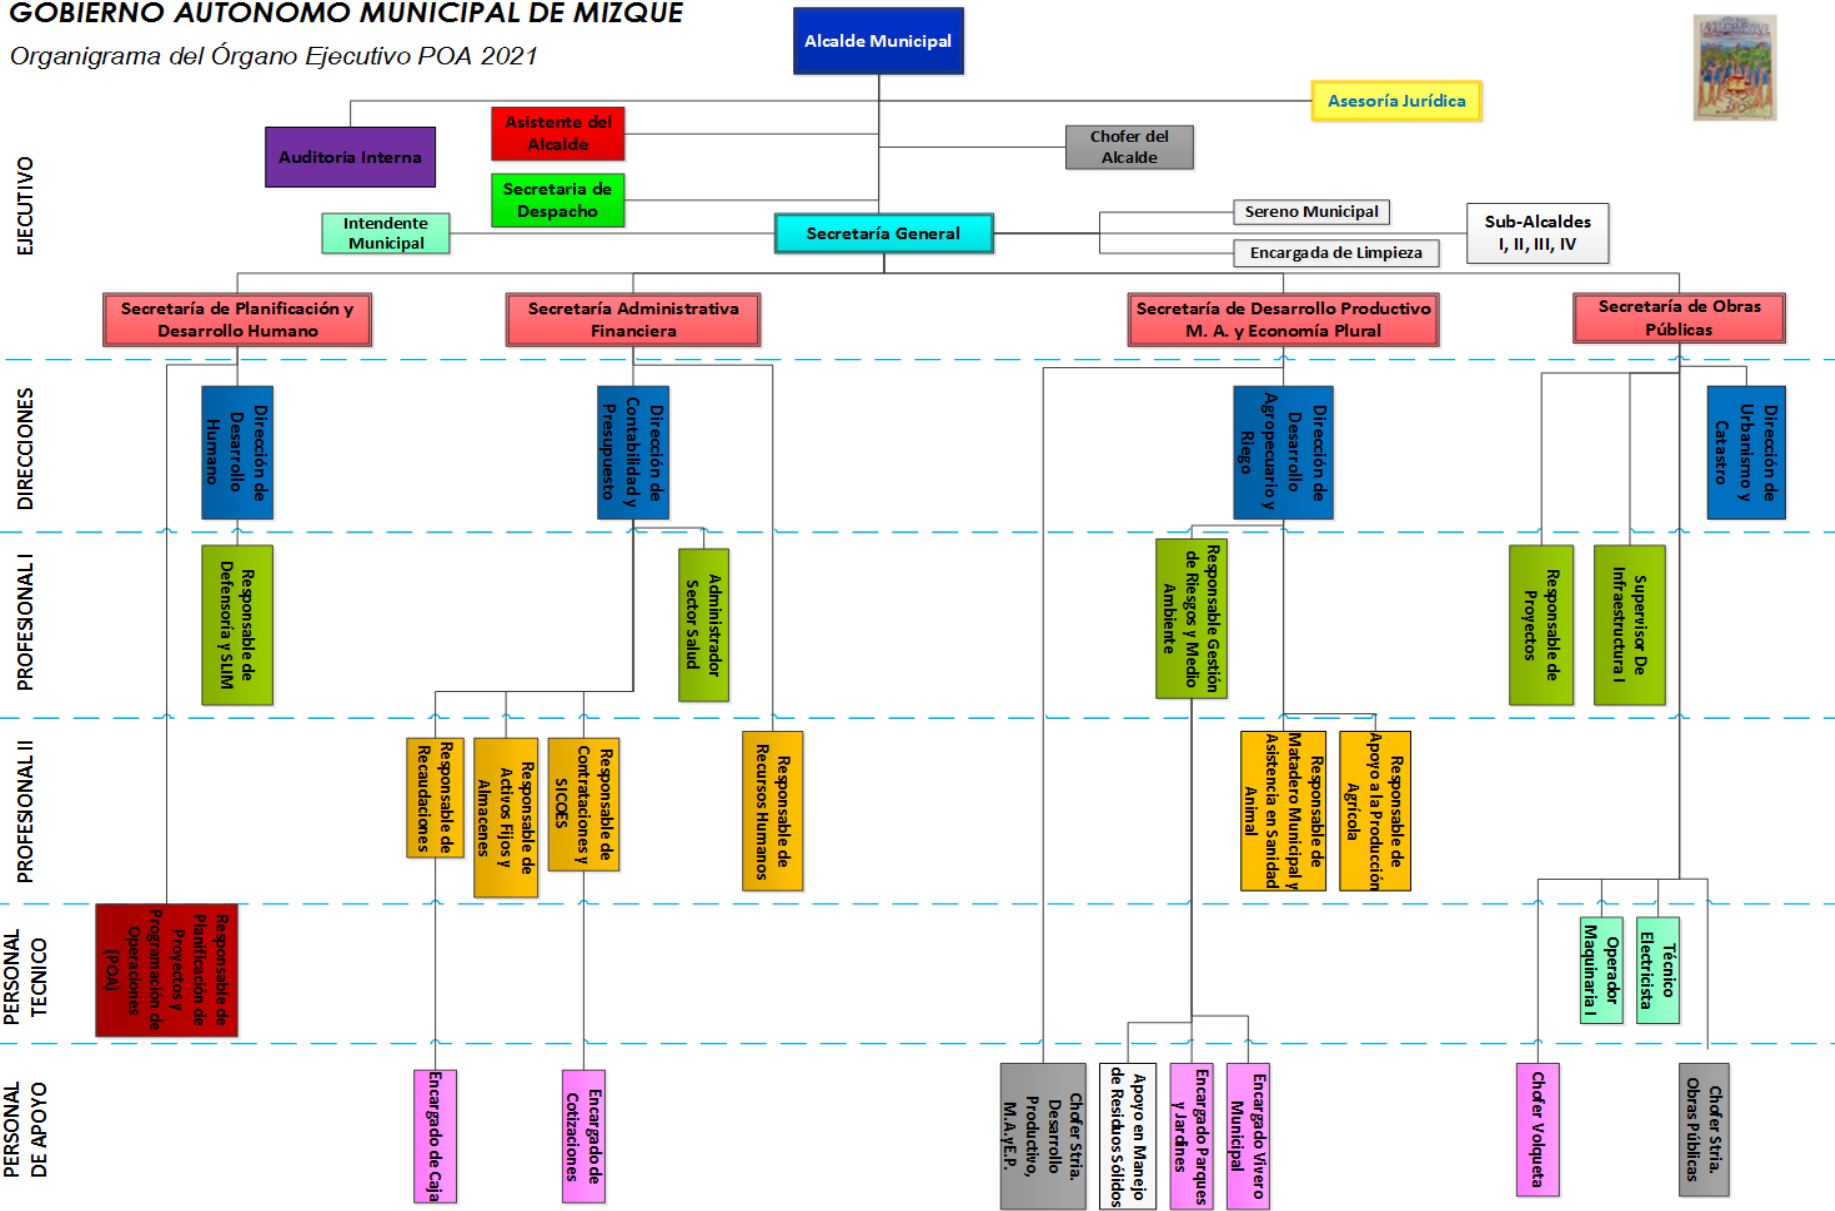 GOBIERNO AUTONOMO MUNICIPAL DE MIZQUE
Organigrama del Órgano Ejecutivo POA 2021
Alcalde Municipal
Asesoría Jurídica
Asistente del
Alcalde
Chofer del
Alcalde
Auditoria Interna
Secretaria de
Despacho
EJECUTIVO
Intendente
Municipal
Secretaría General
Sereno Municipal
Encargada de Limpieza
Sub-Alcaldes
I, II, III, IV
Secretaría de Planificación y
Desarrollo Humano
Secretaría Administrativa
Financiera
Secretaría de Desarrollo Productivo
M. A. y Economía Plural
Secretaría de Obras
Públicas
DIRECCIONES
Dirección de
Desarrollo
Humano
Dirección de
Contabilidad y
Presupuesto
Dirección de
Desarrollo
Agropecuario y
Riego
Dirección de
Urbanismo y
Catastro
PROFESIONAL I
Responsable de
Defensoría y SLIM
Administrador
Sector Salud
Responsable Gestión
de Riesgos y Medio
Ambiente
Responsable de
Proyectos
Supervisor De
Infraestructura I
PROFESIONAL II
Responsable de
Recaudaciones
Responsable de
Activos Fijos y
Almacenes
Responsable de
Contrataciones y
SICOES
Responsable de
Recursos Humanos
Responsable de
Matadero Municipal y
Asistencia en Sanidad
Animal
Responsable de
Apoyo a la Producción
Agrícola
PERSONAL
TECNICO
Responsable de
Planificación de
Proyectos y
Programación de
Operaciones
(POA)
Operador
Maquinaria I
Técnico
Electricista
PERSONAL
DE APOYO
Encargado de Caja
Encargado de
Cotizaciones
Chofer Stria.
Desarrollo
Productivo,
M.A.yE.P.
Apoyo en Manejo
de Residuos Sólidos
Encargado Parques
y Jardines
Encargado Vivero
Municipal
Chofer Volqueta
Chofer Stria.
Obras Públicas